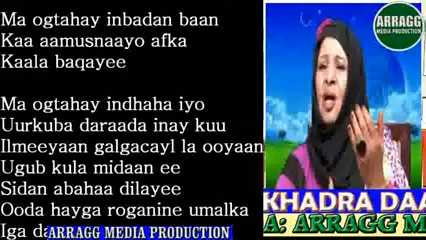 Ma ogtahay inbadan baan
Kaa aamusnaayo afka
Kaala baqayee
Ma ogtahay indhaha iyo
Uurkuba daraada inay kuu
Ilmeeyaan galgacayl la ooyaan
Ugub kula midaan ee
Sidan abahaa dilayee
Ooda hayga roganine umalka
Iga da
ARRAGG MEDIA PRODUCTION
ARRAGG
MEDIA PRODUCTION
KHADRA DAA
A: ARRAGG M